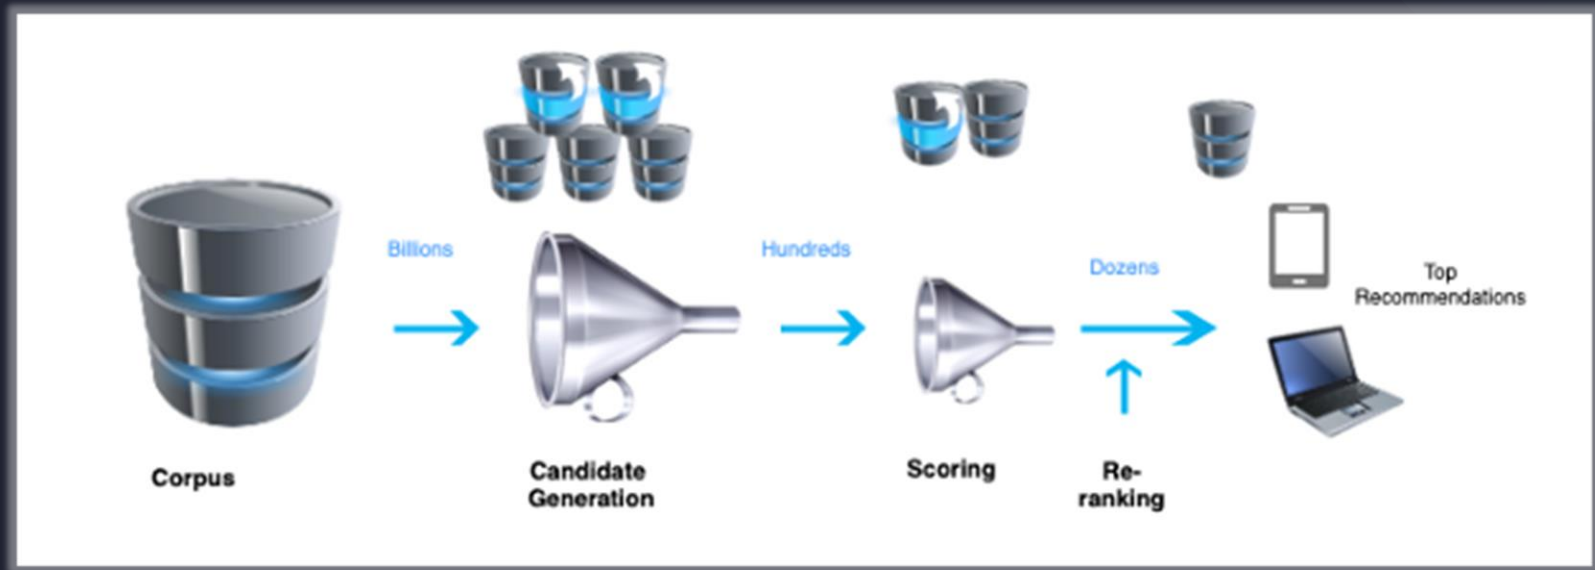 Billions
Hundreds
Dozens
Top
Recommendations
Corpus
Candidate
Generation
Scoring
Re-
ranking